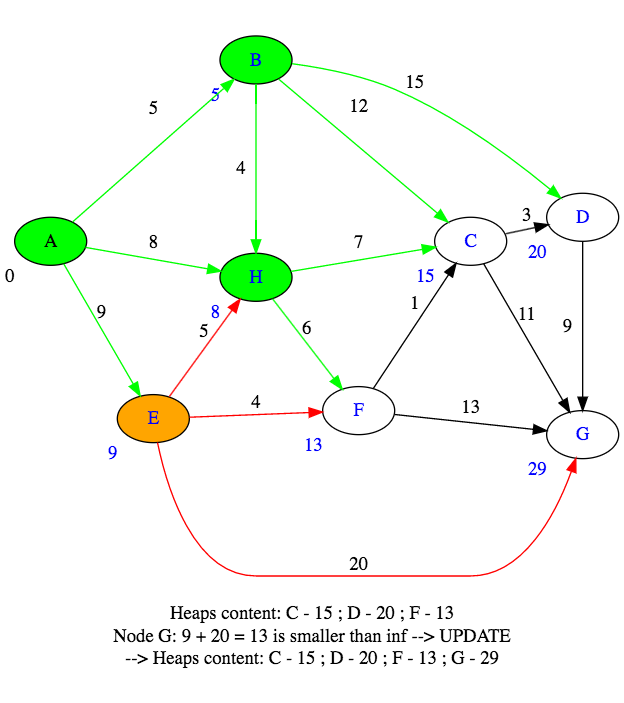 B
5
15
5
12
4
D
3
A
8
7
C
20
0
H
15
9
8
5
6
1
11
9
E
4
F
13
G
9
13
29
20
Heaps content: C - 15 ; D - 20 ; F - 13
Node G: 9 + 20 = 13 is smaller than inf --> UPDATE
--> Heaps content: C - 15 ; D - 20 ; F - 13 ; G - 29